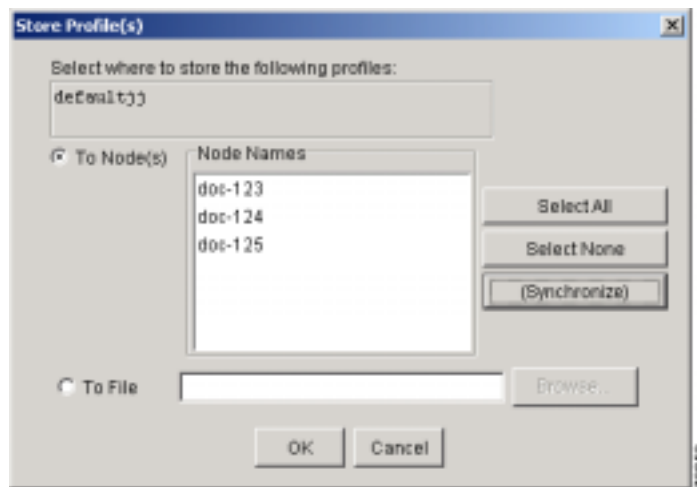 Store Profile(s)
Select where to store the following profiles:
defaultjj
To Node(s)
Node Names
doc-123
doc-124
doc-125
Select All
Select None
(Synchronize)
To File
Browse...
OK
Cancel